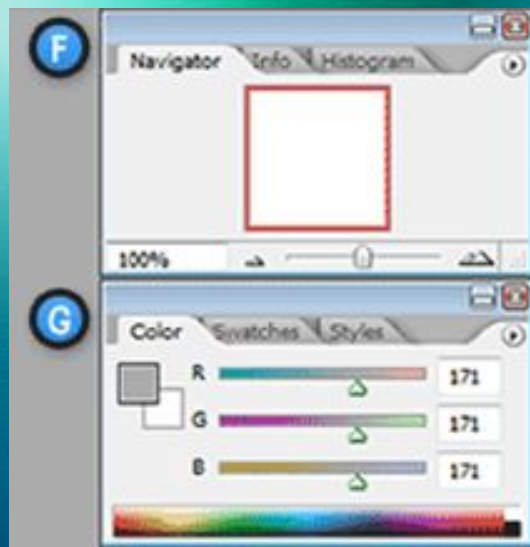 F
Navigator Info Histogram
100%
G
Color Swatches Styles
R 171
G 171
B 171